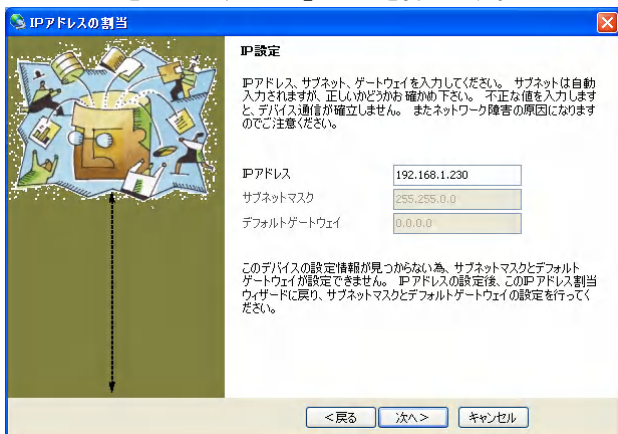 IPアドレスの割当
IP設定
IPアドレス、サブネット、ゲートウェイを入力してください。 サブネットは自動
入力されますが、正しいかどうかお確かめ下さい。 不正な値を入力します
と、デバイス通信が確立しません。 またネットワーク障害の原因になります
のでご注意ください。
IPアドレス 192.168.1.230
サブネットマスク 255.255.0.0
デフォルトゲートウェイ 0.0.0.0
このデバイスの設定情報が見つからない為、サブネットマスクとデフォルト
ゲートウェイが設定できません。 IPアドレスの設定後、このIPアドレス割当
ウィザードに戻り、サブネットマスクとデフォルトゲートウェイの設定を行ってく
ださい。
<戻る 次へ> キャンセル